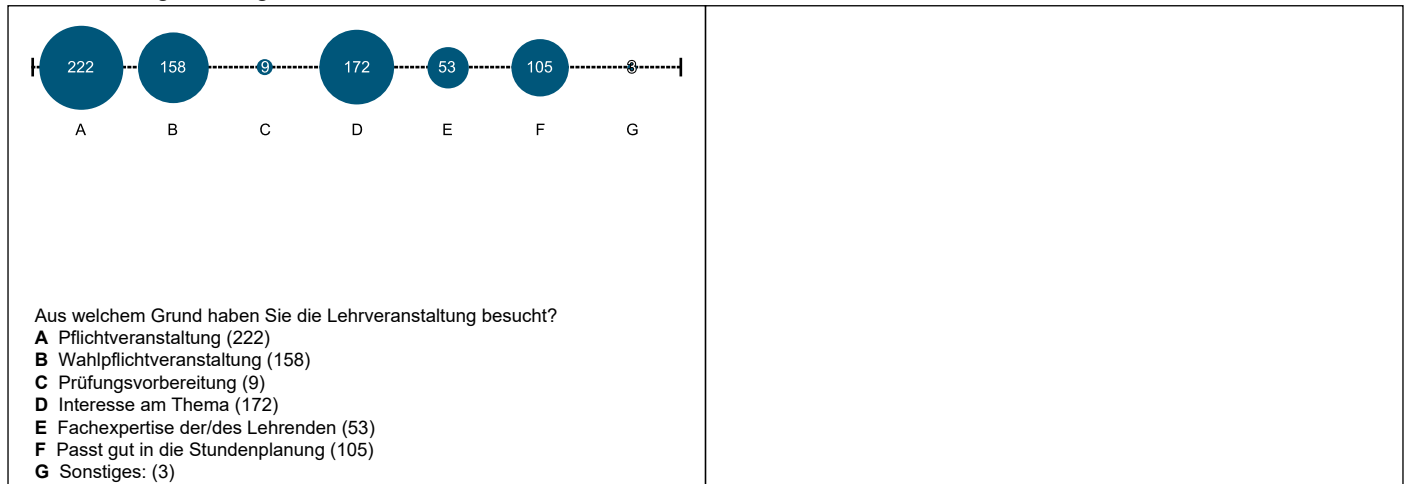 222 158 9 172 53 105 3
A B C D E F G
Aus welchem Grund haben Sie die Lehrveranstaltung besucht?
A Pflichtveranstaltung (222)
B Wahlpflichtveranstaltung (158)
C Prüfungsvorbereitung (9)
D Interesse am Thema (172)
E Fachexpertise der/des Lehrenden (53)
F Passt gut in die Stundenplanung (105)
G Sonstiges: (3)